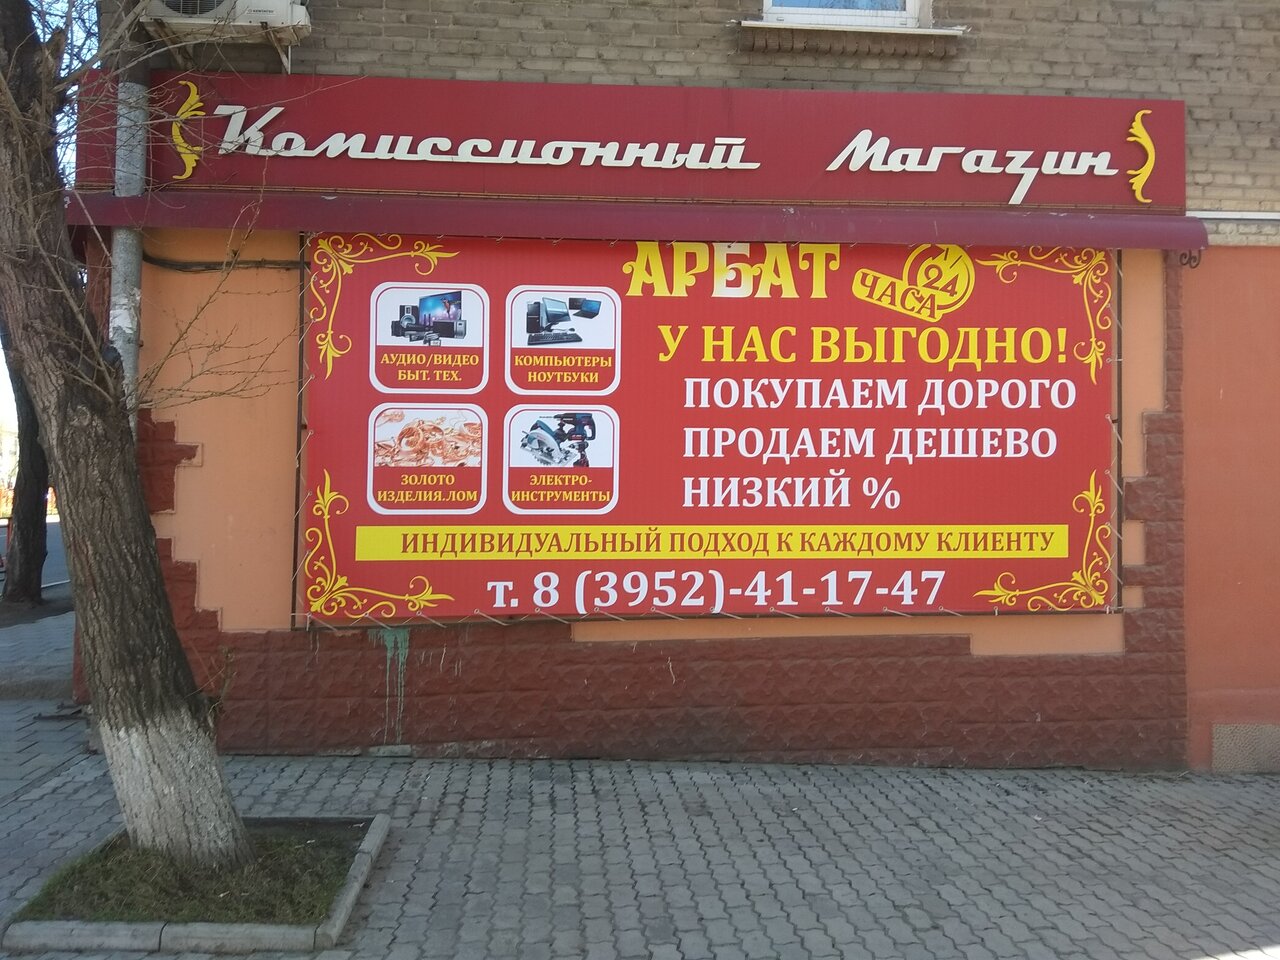 Комиссионный Магазин
АРБАТ
24
ЧАСА
У НАС ВЫГОДНО!
ПОКУПАЕМ ДОРОГО
ПРОДАЕМ ДЕШЕВО
НИЗКИЙ %
АУДИО/ВИДЕО
БЫТ. ТЕХ.
КОМПЬЮТЕРЫ
НОУТБУКИ
ЗОЛОТО
ИЗДЕЛИЯ.ЛОМ
ЭЛЕКТРО-
ИНСТРУМЕНТЫ
ИНДИВИДУАЛЬНЫЙ ПОДХОД К КАЖДОМУ КЛИЕНТУ
т. 8 (3952)-41-17-47